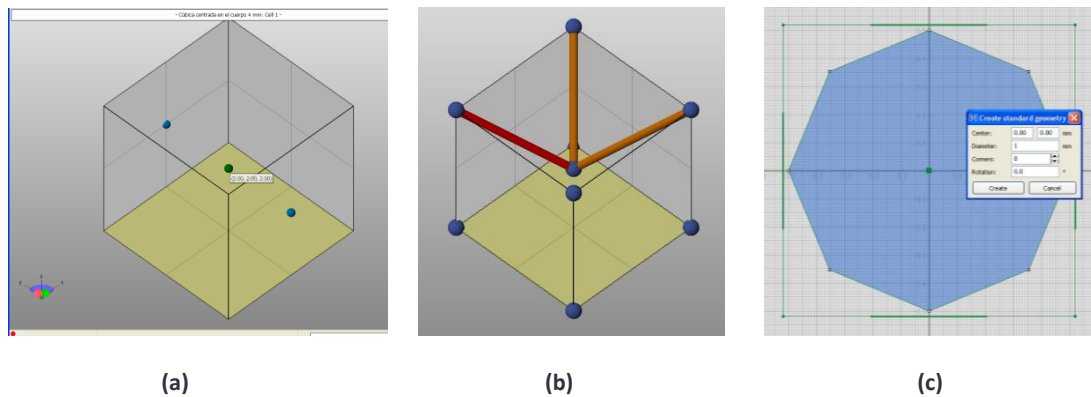 - Cúbica centrada en el cuerpo 4 mm: Cell 1 -
(2.00, 2.00, 2.00)
Create standard geometry
Center: 0.00 0.00 mm
Diameter: 1 mm
Corners: 8
Rotation: 0.0 °
Create Cancel
(a) (b) (c)